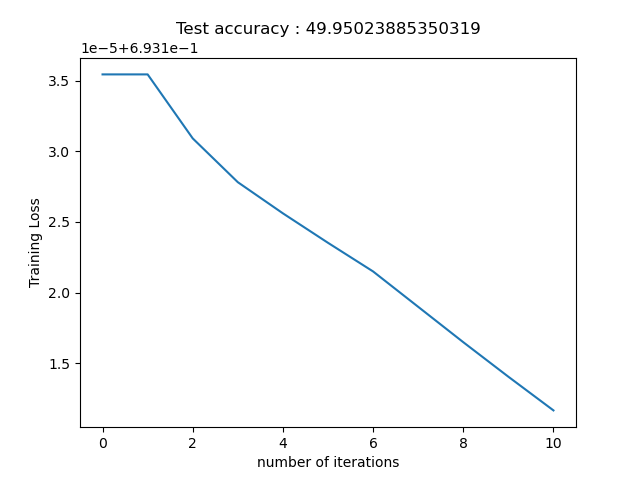 Test accuracy : 49.95023885350319
1e−5+6.931e−1
3.5
3.0
2.5
2.0
1.5
Training Loss
0 2 4 6 8 10
number of iterations